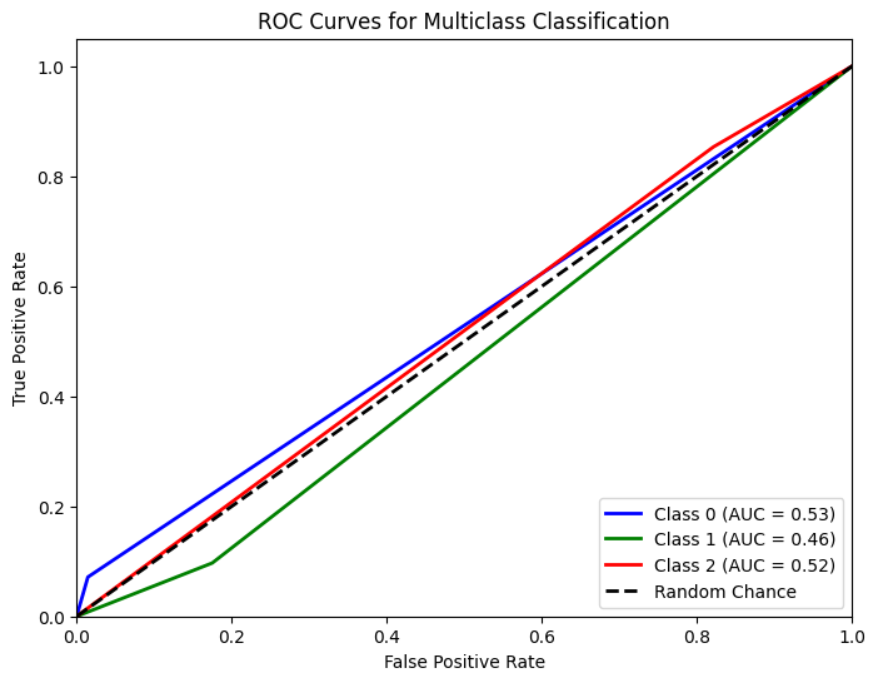 ROC Curves for Multiclass Classification
True Positive Rate
1.0
0.8
0.6
0.4
0.2
0.0
0.0 0.2 0.4 0.6 0.8 1.0
False Positive Rate
Class 0 (AUC = 0.53)
Class 1 (AUC = 0.46)
Class 2 (AUC = 0.52)
Random Chance